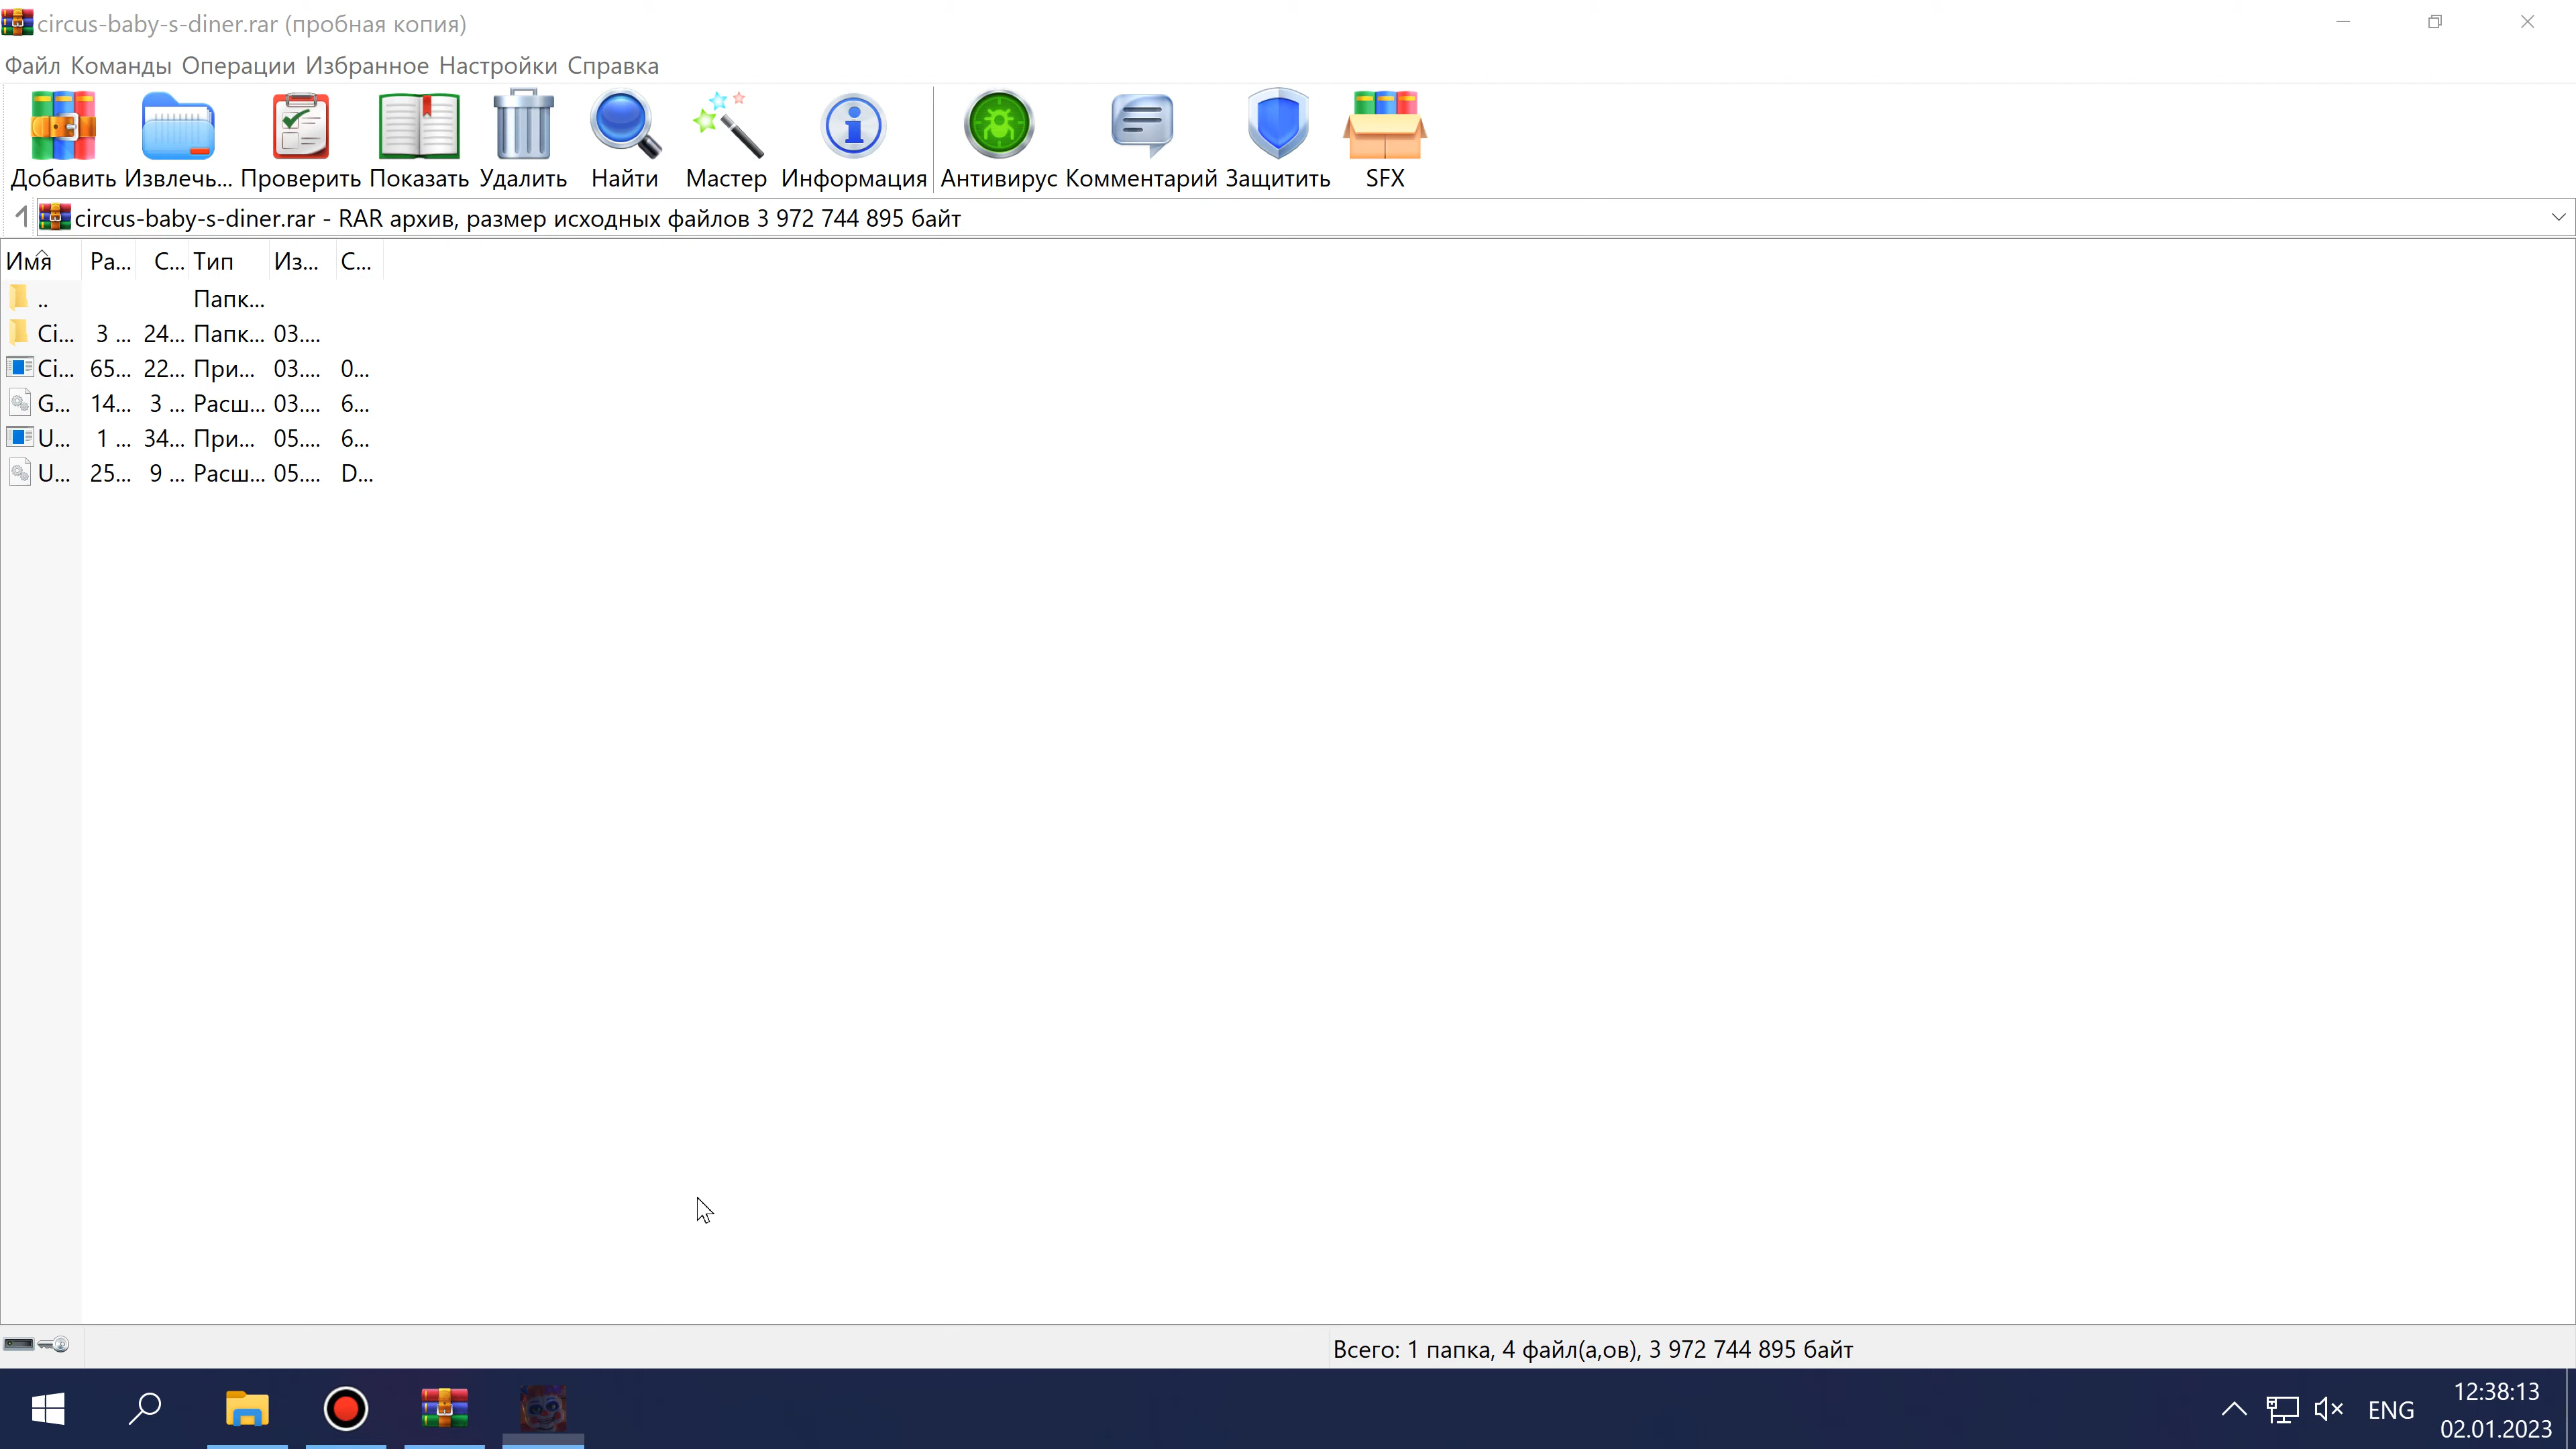 circus-baby-s-diner.rar (пробная копия)
Файл Команды Операции Избранное Настройки Справка
Добавить Извлечь... Проверить Показать Удалить Найти Мастер Информация Антивирус Комментарий Защитить SFX
circus-baby-s-diner.rar - RAR архив, размер исходных файлов 3 972 744 895 байт
Имя Ра... С... Тип Из... С...
.. Папк...
Ci... 3 ... 24... Папк... 03....
Ci... 65... 22... При... 03.... 0...
G... 14... 3 ... Расш... 03.... 6...
U... 1 ... 34... При... 05.... 6...
U... 25... 9 ... Расш... 05.... D...
Всего: 1 папка, 4 файл(а,ов), 3 972 744 895 байт
ENG
12:38:13
02.01.2023